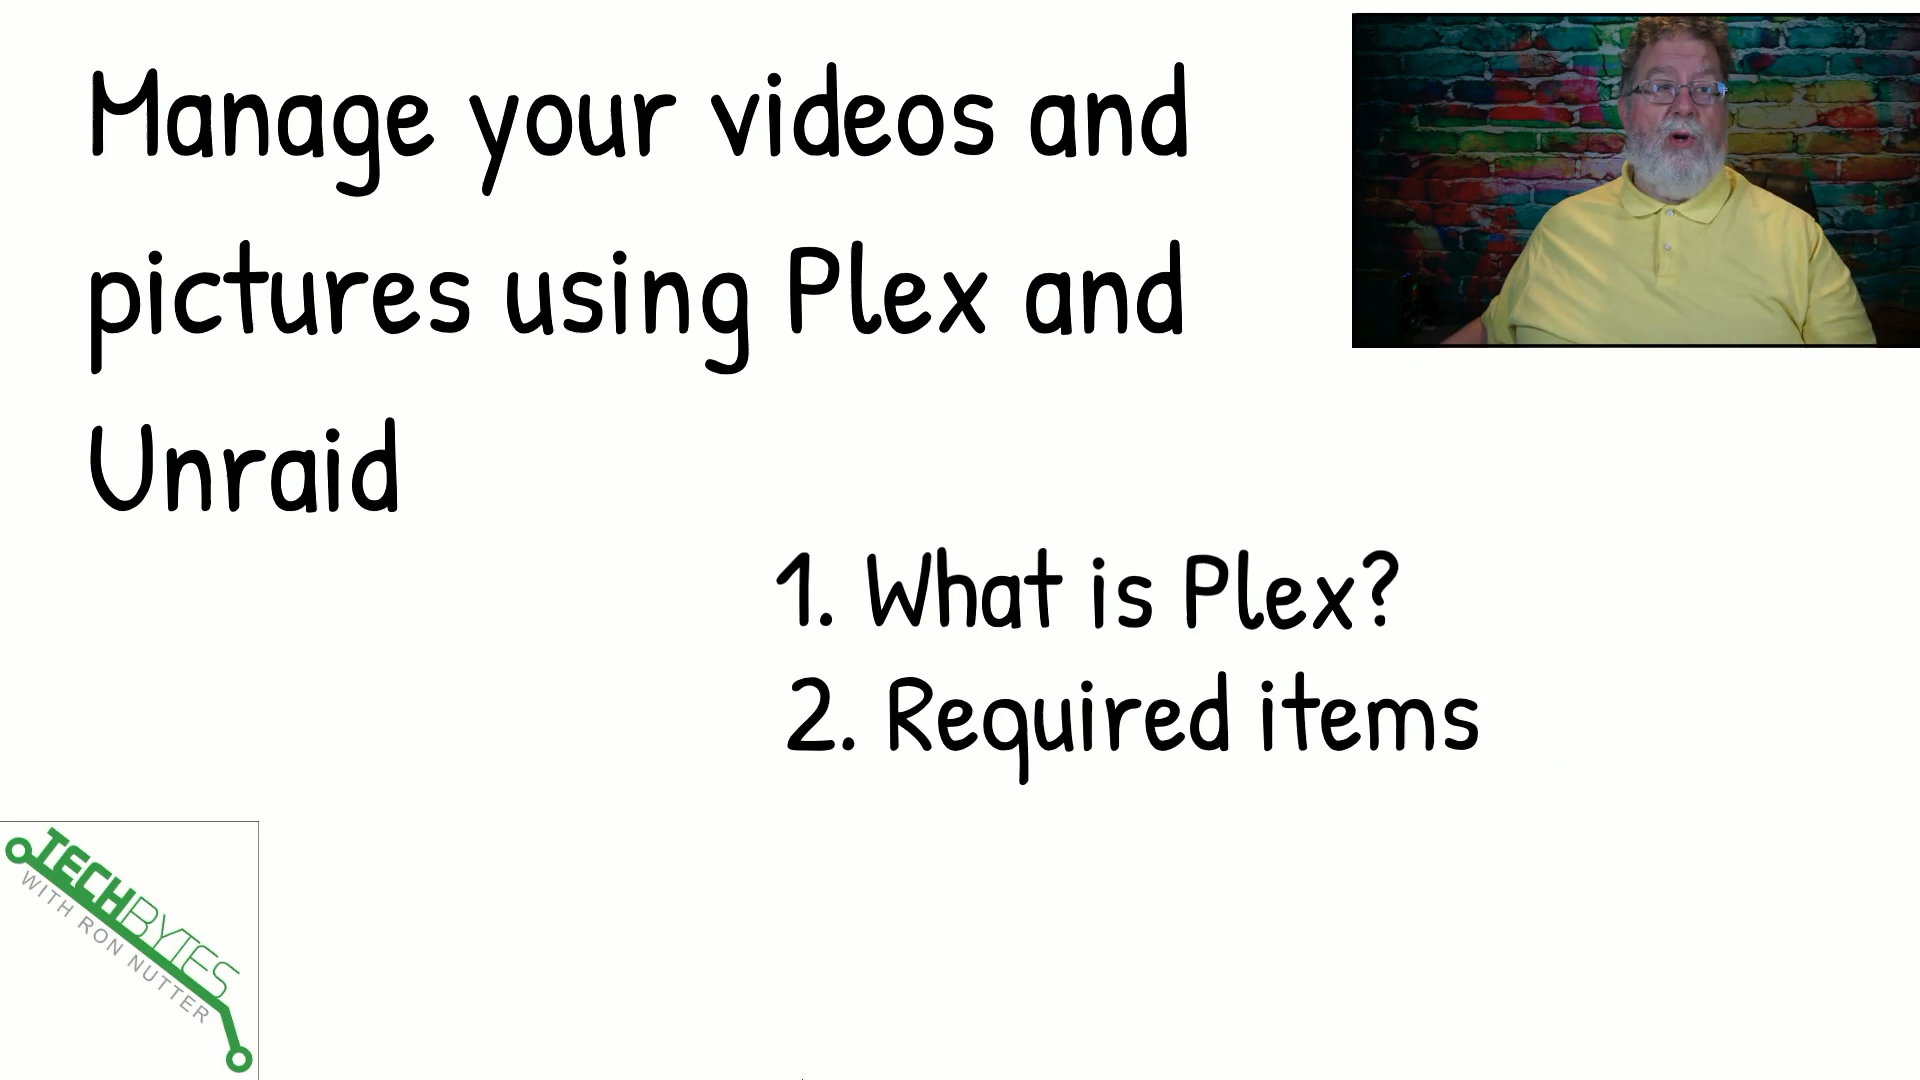 Manage your videos and
pictures using Plex and
Unraid
1. What is Plex?
2. Required items
TECHBYTES
WITH RON NUTTER